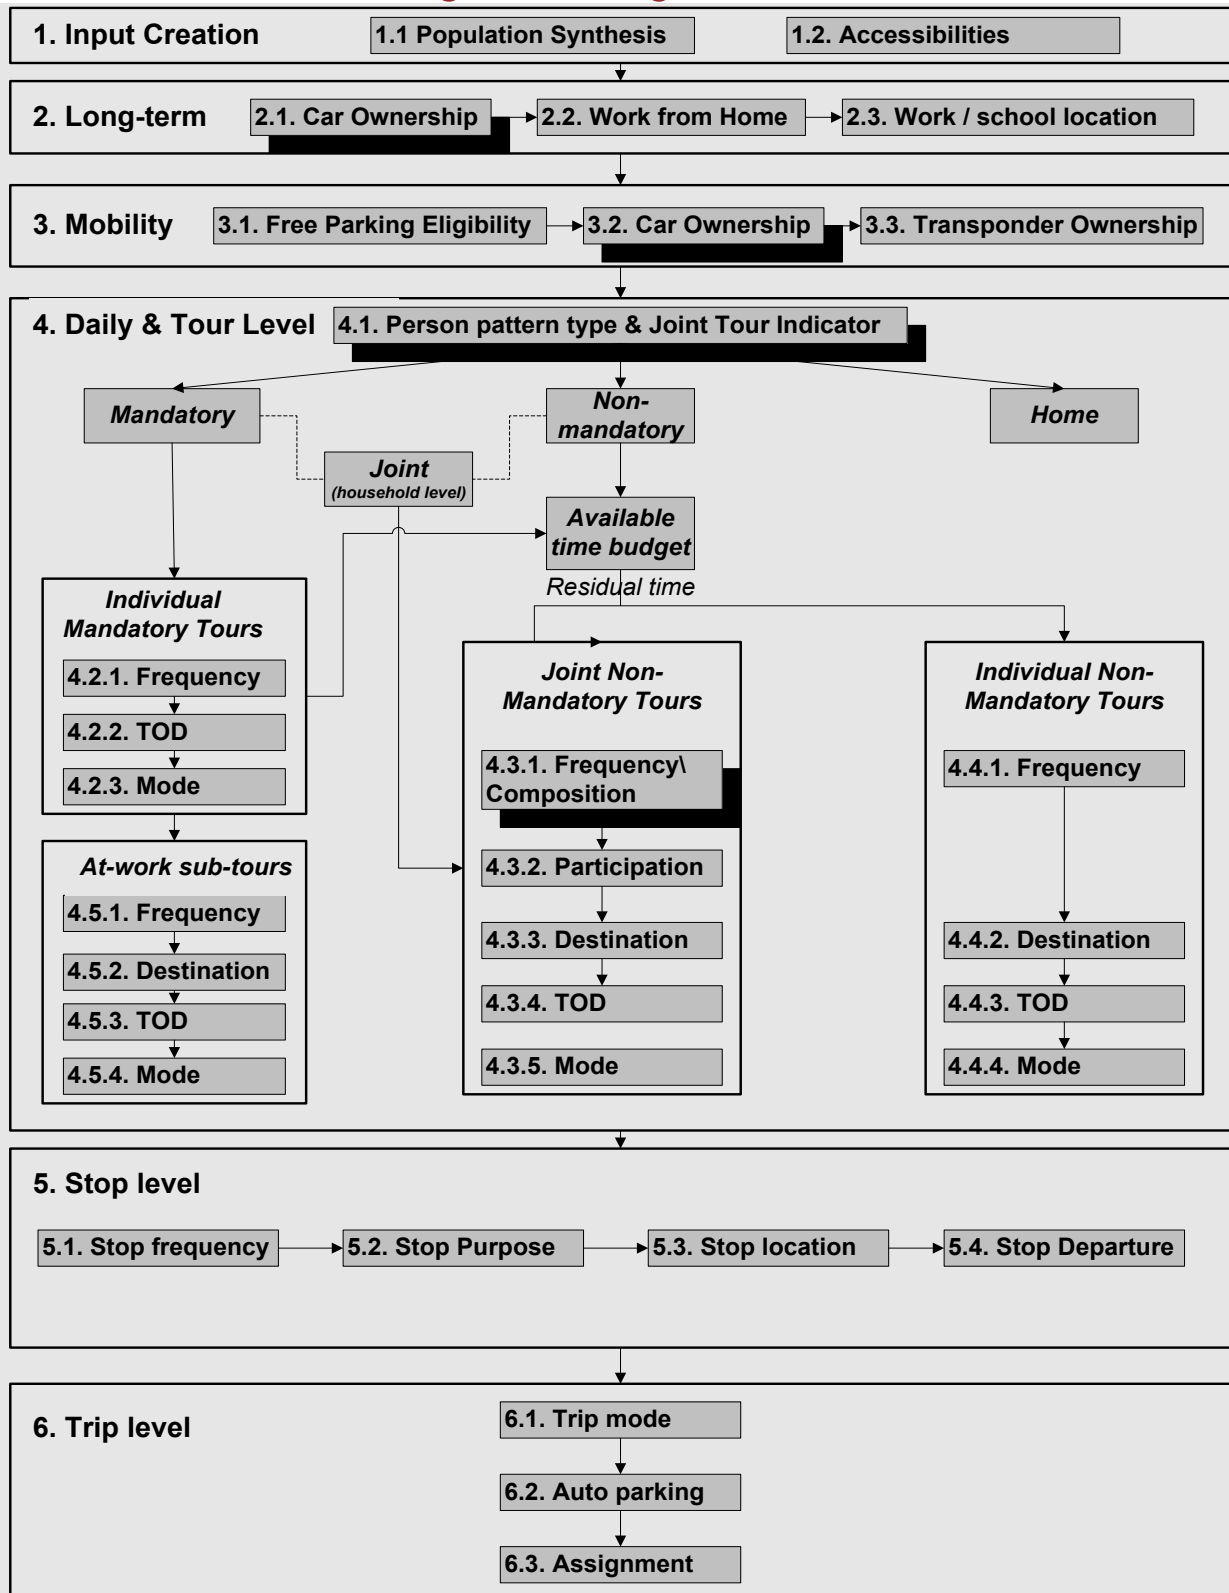 1. Input Creation
1.1 Population Synthesis
1.2. Accessibilities
2. Long-term
2.1. Car Ownership
2.2. Work from Home
2.3. Work / school location
3. Mobility
3.1. Free Parking Eligibility
3.2. Car Ownership
3.3. Transponder Ownership
4. Daily & Tour Level
4.1. Person pattern type & Joint Tour Indicator
Mandatory
Non-
mandatory
Home
Joint
(household level)
Available
time budget
Residual time
Individual
Mandatory Tours
4.2.1. Frequency
4.2.2. TOD
4.2.3. Mode
At-work sub-tours
4.5.1. Frequency
4.5.2. Destination
4.5.3. TOD
4.5.4. Mode
Joint Non-
Mandatory Tours
4.3.1. Frequency\
Composition
4.3.2. Participation
4.3.3. Destination
4.3.4. TOD
4.3.5. Mode
Individual Non-
Mandatory Tours
4.4.1. Frequency
4.4.2. Destination
4.4.3. TOD
4.4.4. Mode
5. Stop level
5.1. Stop frequency
5.2. Stop Purpose
5.3. Stop location
5.4. Stop Departure
6. Trip level
6.1. Trip mode
6.2. Auto parking
6.3. Assignment